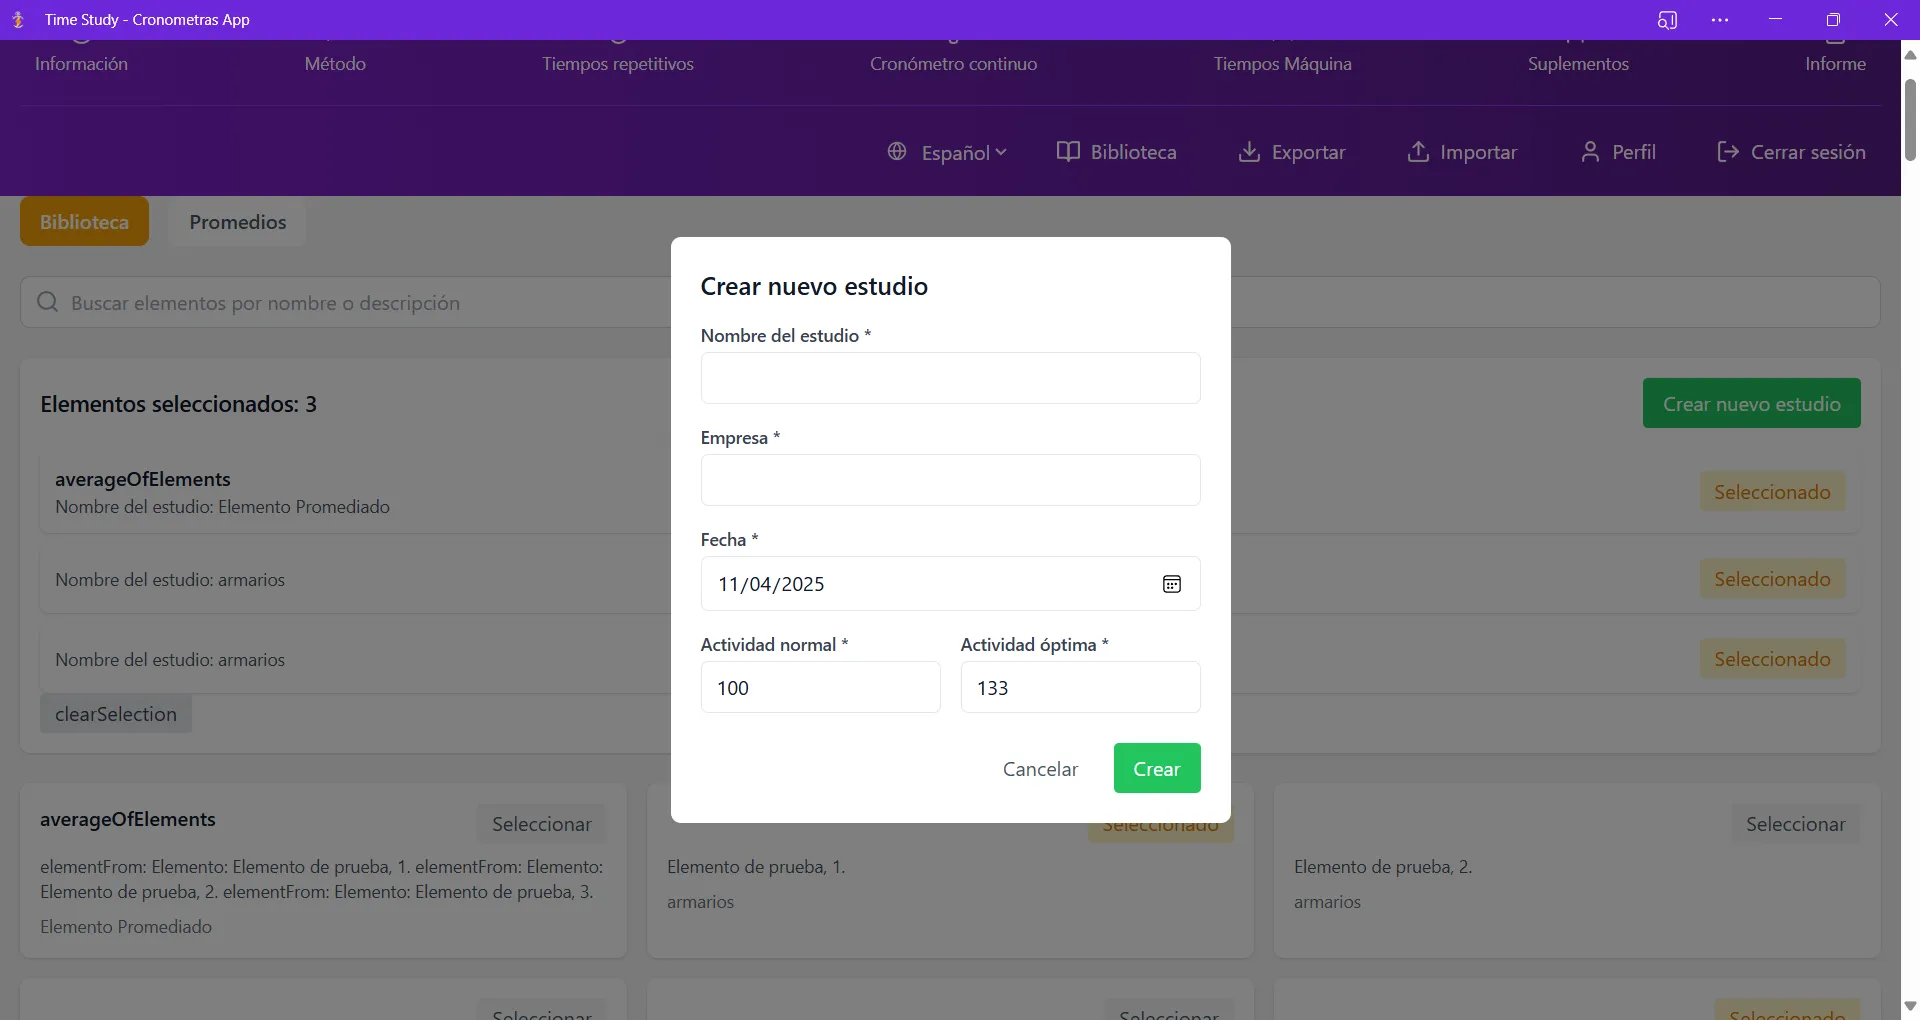 Time Study - Cronometras App
Información
Método
Tiempos repetitivos
Cronómetro continuo
Tiempos Máquina
Suplementos
Informe
Español
Biblioteca
Exportar
Importar
Perfil
Cerrar sesión
Biblioteca
Promedios
Buscar elementos por nombre o descripción
Elementos seleccionados: 3
Crear nuevo estudio
averageOfElements
Nombre del estudio: Elemento Promediado
Seleccionado
Nombre del estudio: armarios
Seleccionado
Nombre del estudio: armarios
Seleccionado
clearSelection
Crear nuevo estudio
Nombre del estudio *
Empresa *
Fecha *
11/04/2025
Actividad normal *
Actividad óptima *
100
133
Cancelar
Crear
averageOfElements
Seleccionar
elementFrom: Elemento: Elemento de prueba, 1. elementFrom: Elemento:
Elemento de prueba, 2. elementFrom: Elemento: Elemento de prueba, 3.
Elemento Promediado
Seleccionado
Elemento de prueba, 1.
armarios
Seleccionar
Elemento de prueba, 2.
armarios
Seleccionar
Seleccionar
Seleccionado